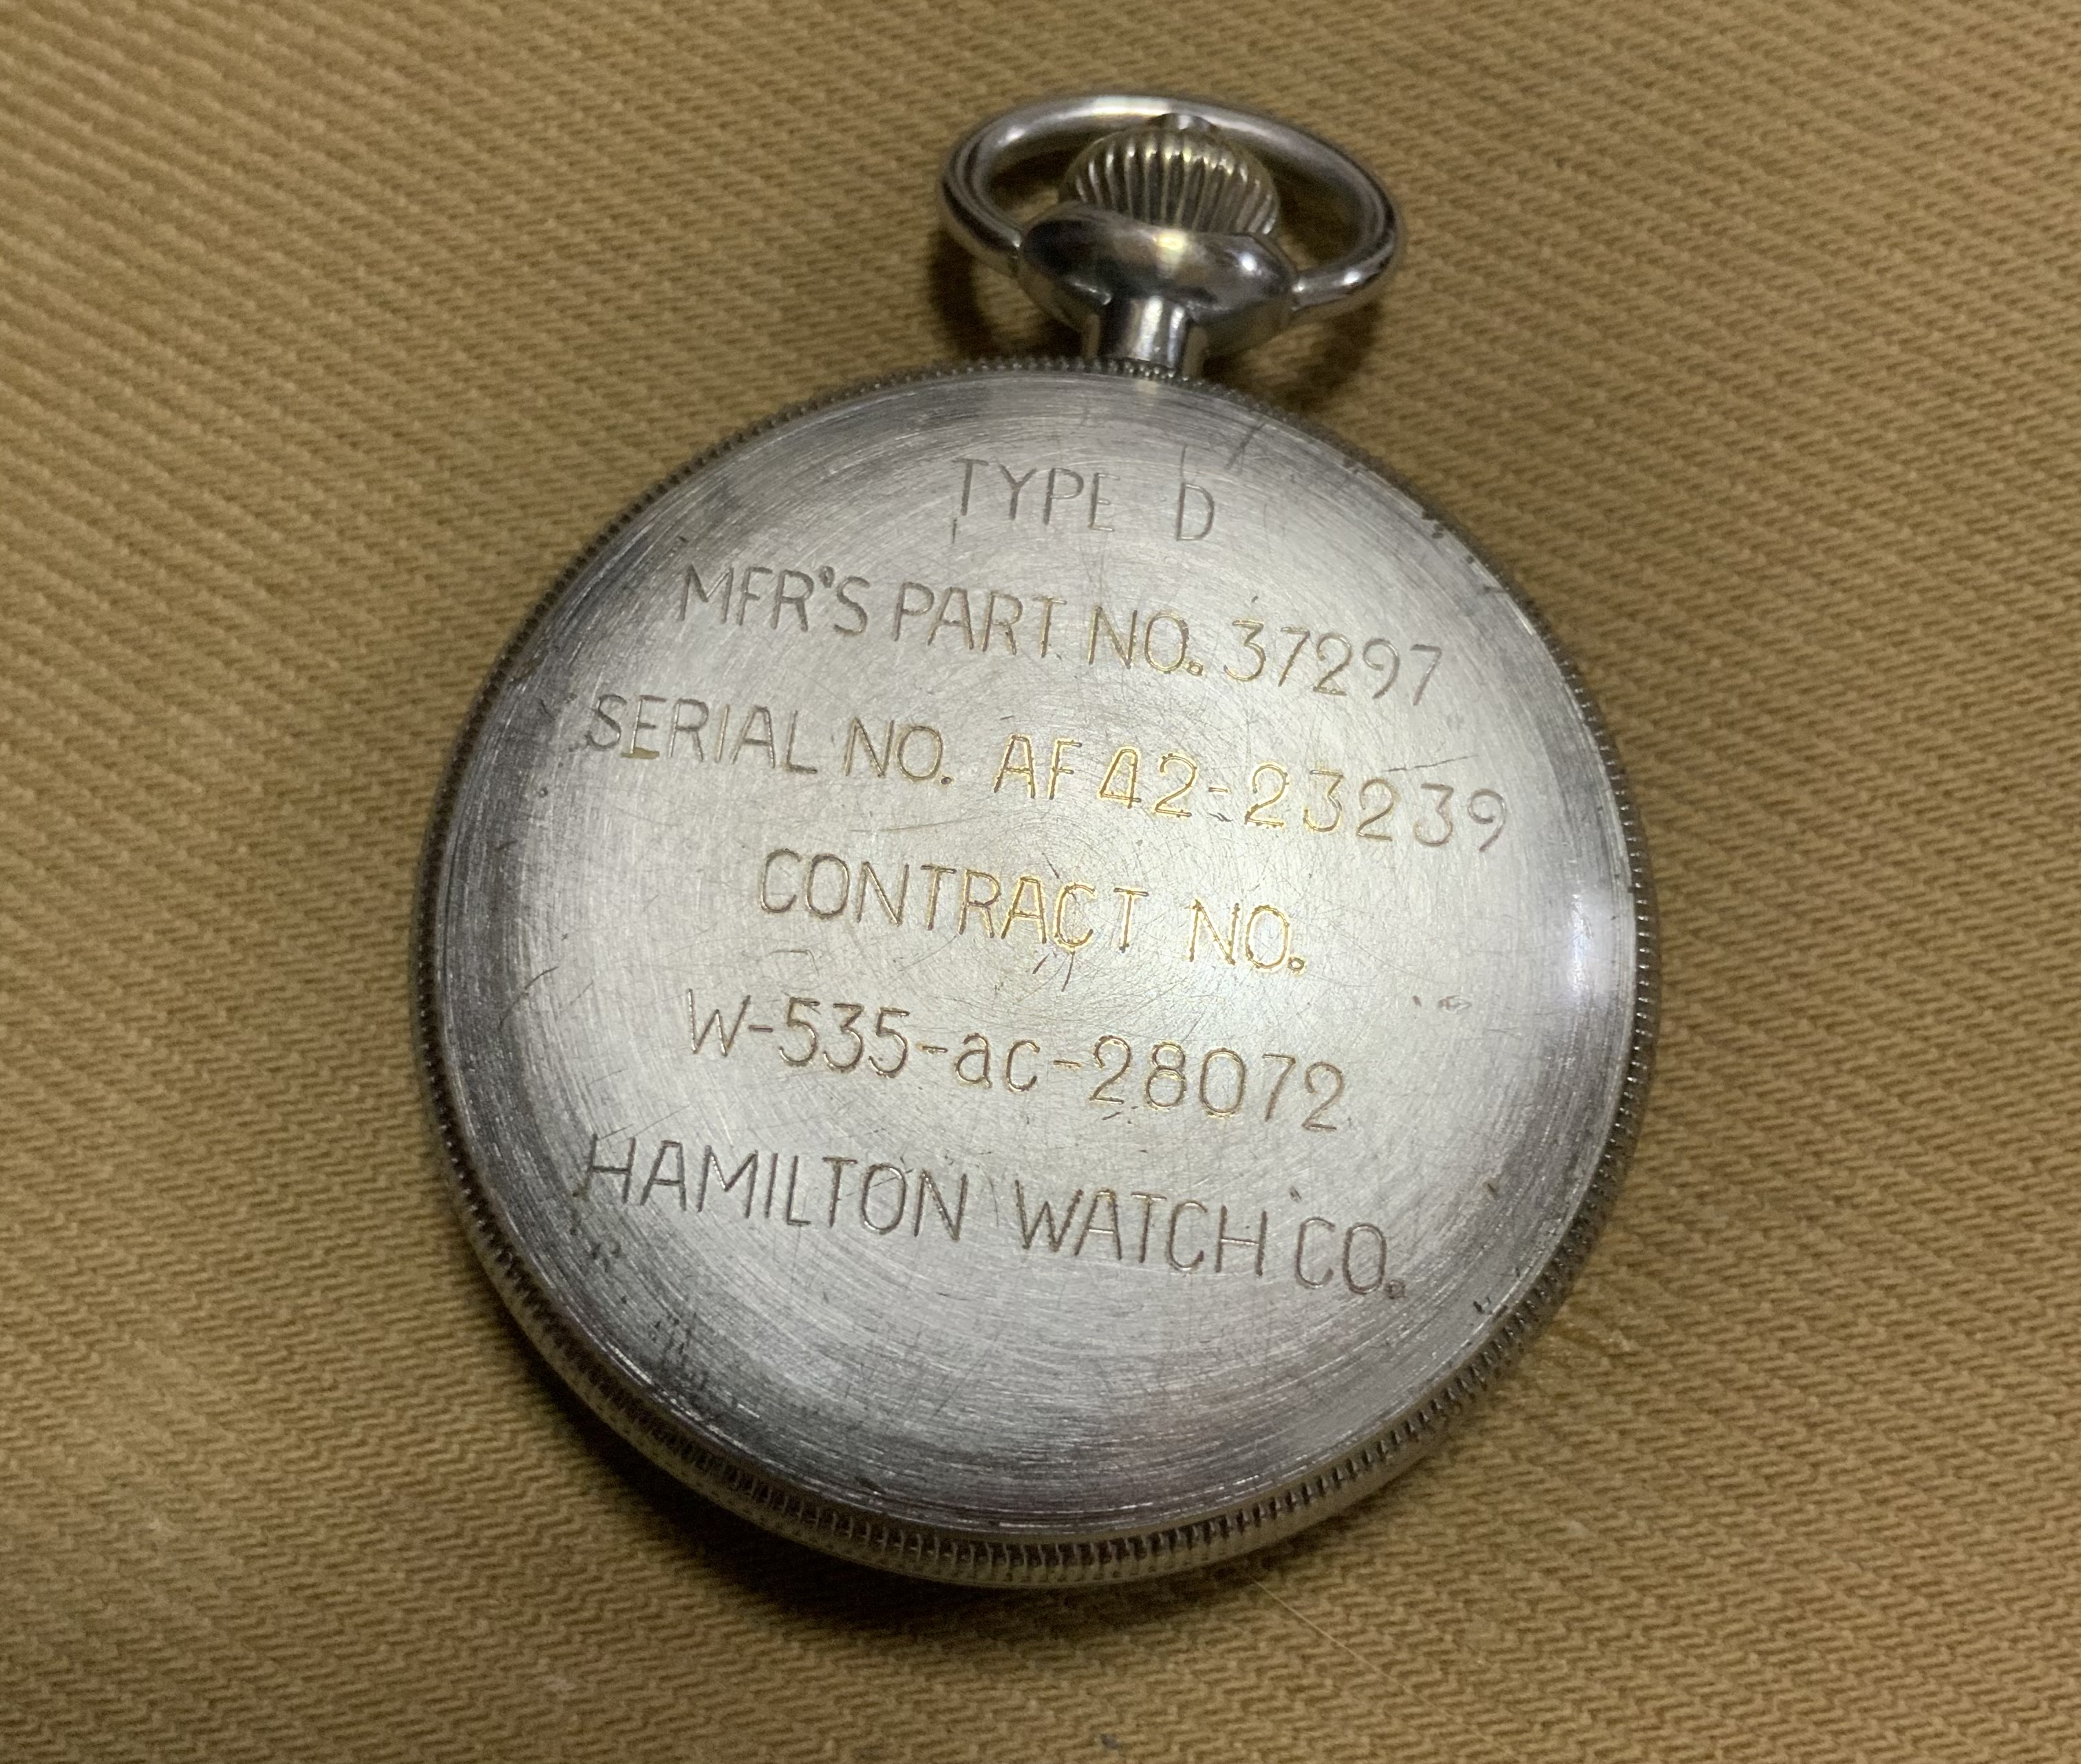 TYPE D
MFR'S PART NO. 37297
SERIAL NO. AF42-23239
CONTRACT NO.
W-535-ac-28072
HAMILTON WATCH CO.